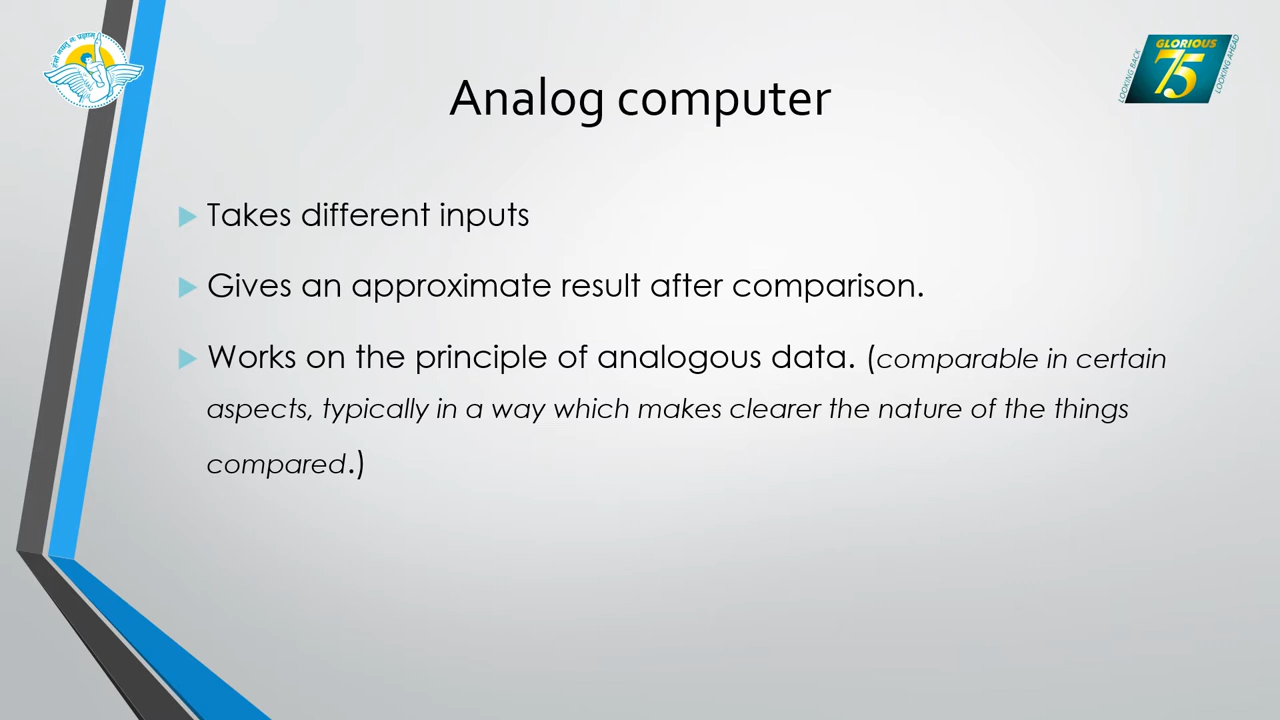 Analog computer
GLORIOUS
75
LOOKING BACK
LOOKING AHEAD
Takes different inputs
Gives an approximate result after comparison.
Works on the principle of analogous data. (comparable in certain
aspects, typically in a way which makes clearer the nature of the things
compared.)